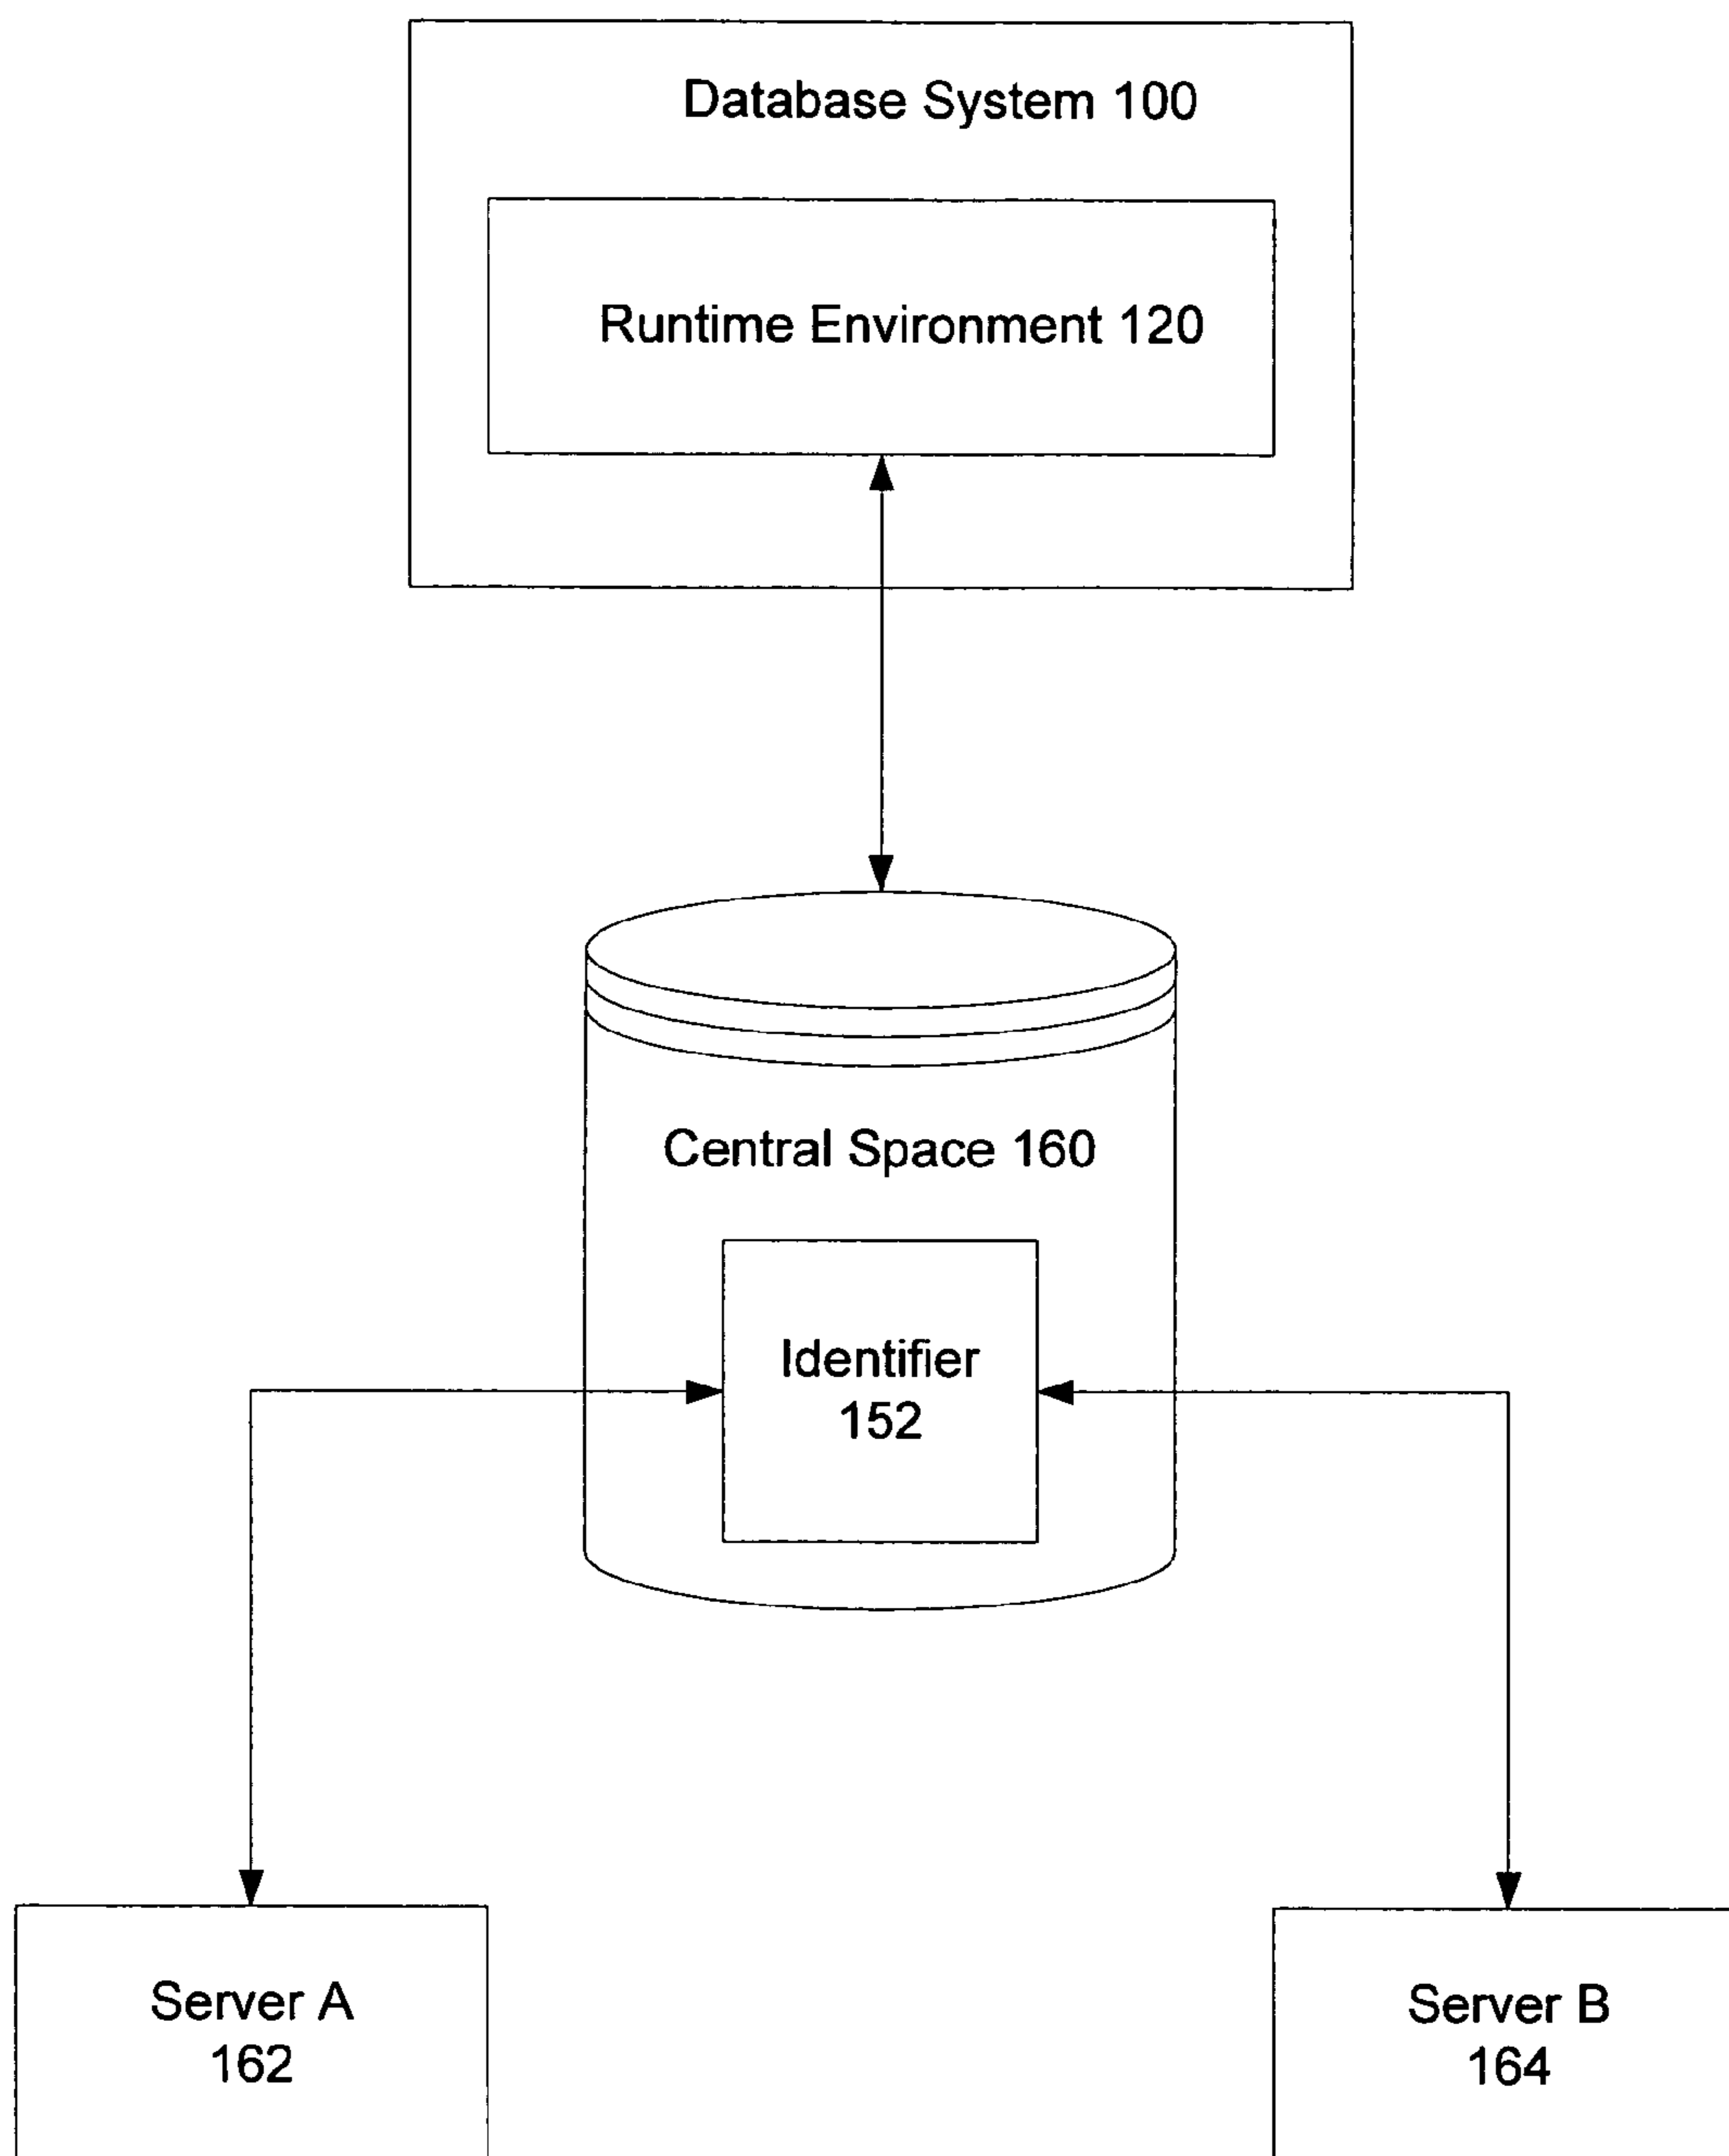 Database System 100
Runtime Environment 120
Central Space 160
Identifier
152
Server A
162
Server B
164